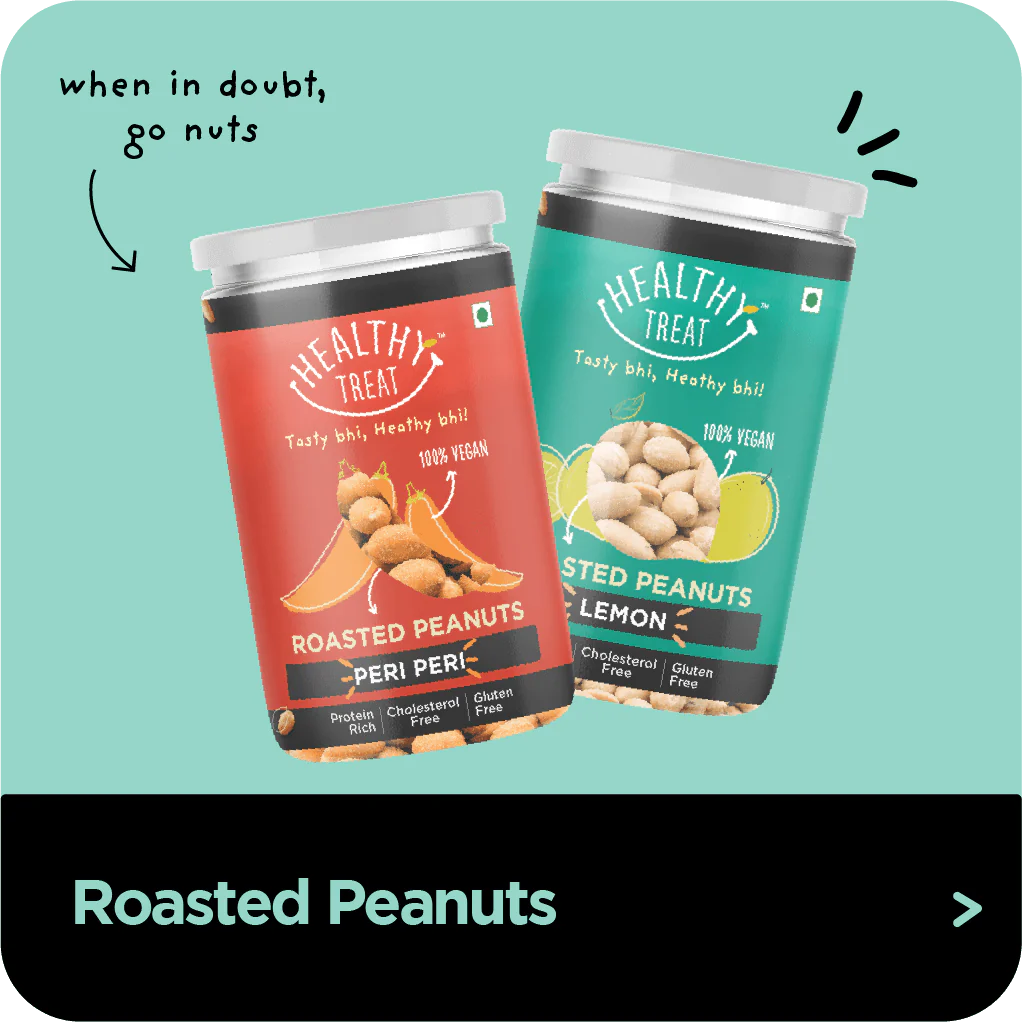 when in doubt,
go nuts
HEALTHY
TREAT
™
Tasty bhi, Heathy bhi!
100% VEGAN
ROASTED PEANUTS
PERI PERI
Protein
Rich
Cholesterol
Free
Gluten
Free
HEALTHY
TREAT
™
Tasty bhi, Heathy bhi!
100% VEGAN
STED PEANUTS
LEMON
Cholesterol
Free
Gluten
Free
Roasted Peanuts